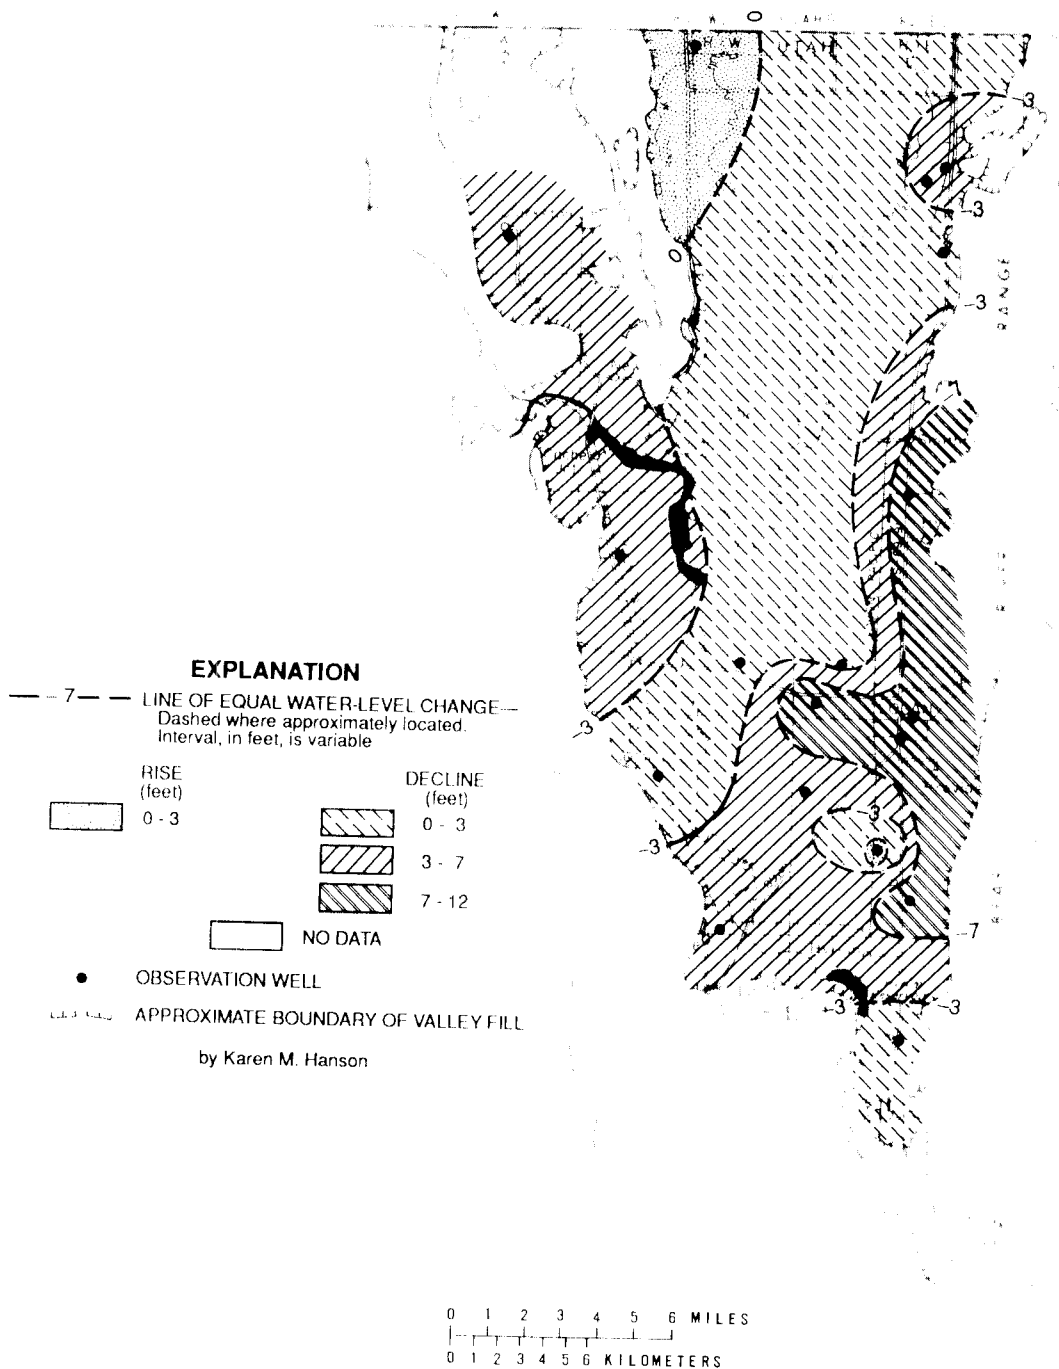 0
UTAH
-3
-3
0
-3
RANGE
EXPLANATION
-7- LINE OF EQUAL WATER-LEVEL CHANGE—
Dashed where approximately located.
Interval, in feet, is variable
RISE
(feet)
0 - 3
DECLINE
(feet)
0 - 3
3 - 7
7 - 12
NO DATA
OBSERVATION WELL
APPROXIMATE BOUNDARY OF VALLEY FILL
by Karen M. Hanson
-3
-3
-3
-7
-3
-3
0 1 2 3 4 5 6 MILES
0 1 2 3 4 5 6 KILOMETERS